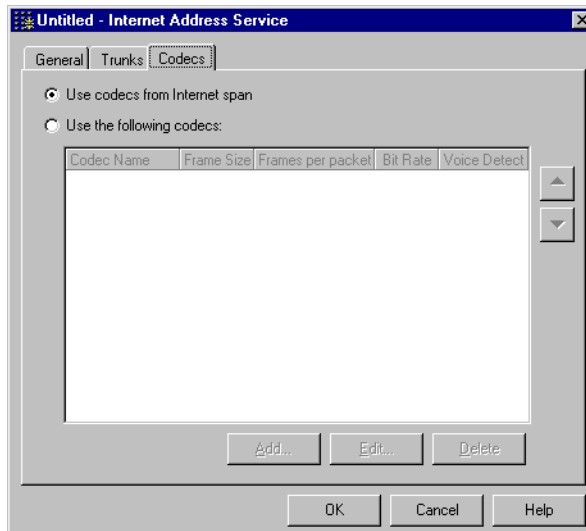 Untitled - Internet Address Service
General Trunks Codecs
Use codecs from Internet span
Use the following codecs:
Codec Name Frame Size Frames per packet Bit Rate Voice Detect
Add... Edit... Delete
OK Cancel Help